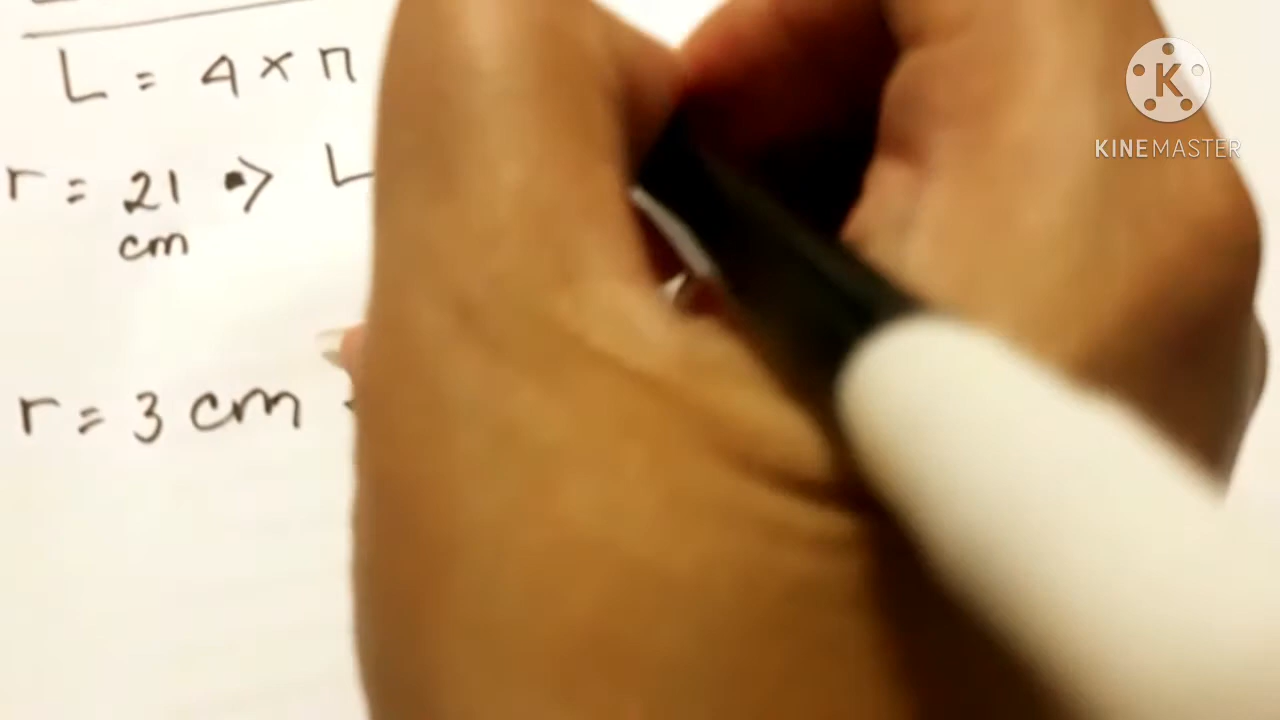 L = 4 × π
r = 21 => L
cm
r = 3 cm
K
KINEMASTER